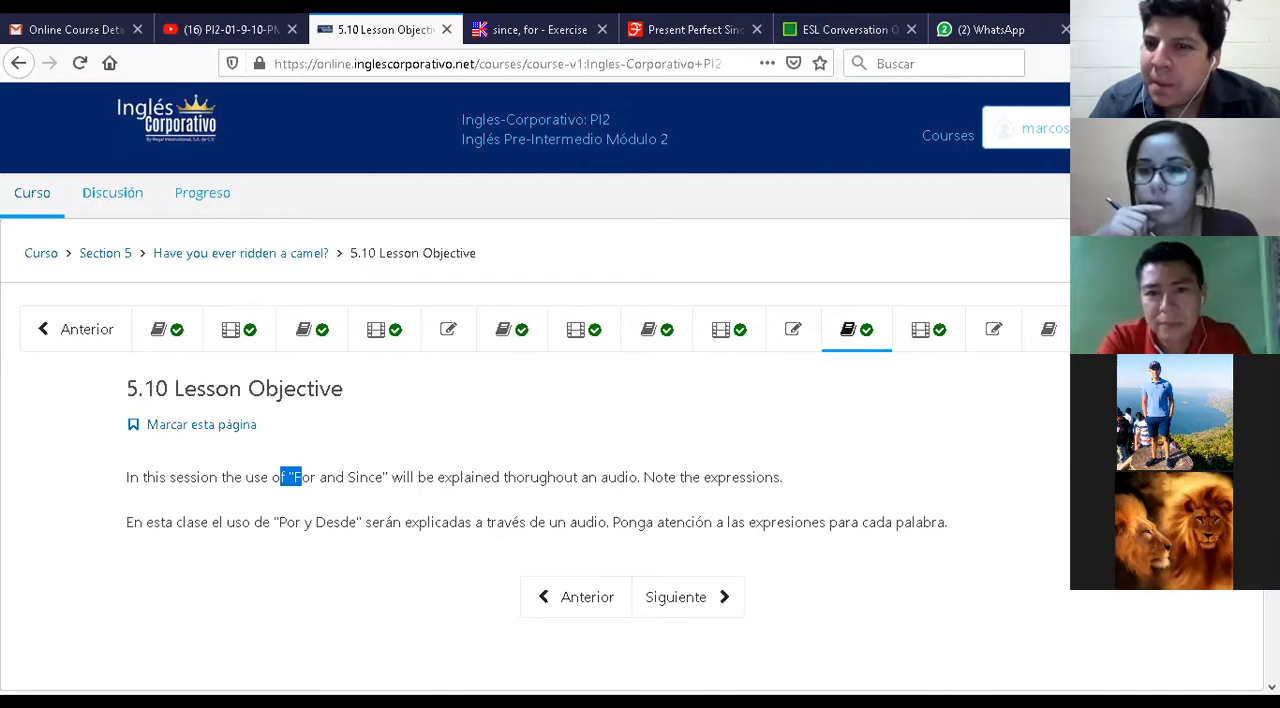 Online Course Deta
(16) PI2-01-9-10-PM
5.10 Lesson Objecti
since, for - Exercise
Present Perfect Sinc
ESL Conversation Q
(2) WhatsApp
https://online.inglescorporativo.net/courses/course-v1:Ingles-Corporativo+PI2
Buscar
Inglés
Corporativo
By Regal International, S.A. de C.V.
Ingles-Corporativo: PI2
Inglés Pre-Intermedio Módulo 2
Courses
marcos
Curso
Discusión
Progreso
Curso > Section 5 > Have you ever ridden a camel? > 5.10 Lesson Objective
Anterior
5.10 Lesson Objective
Marcar esta página
In this session the use of "For and Since" will be explained thorughout an audio. Note the expressions.
En esta clase el uso de "Por y Desde" serán explicadas a través de un audio. Ponga atención a las expresiones para cada palabra.
Anterior
Siguiente